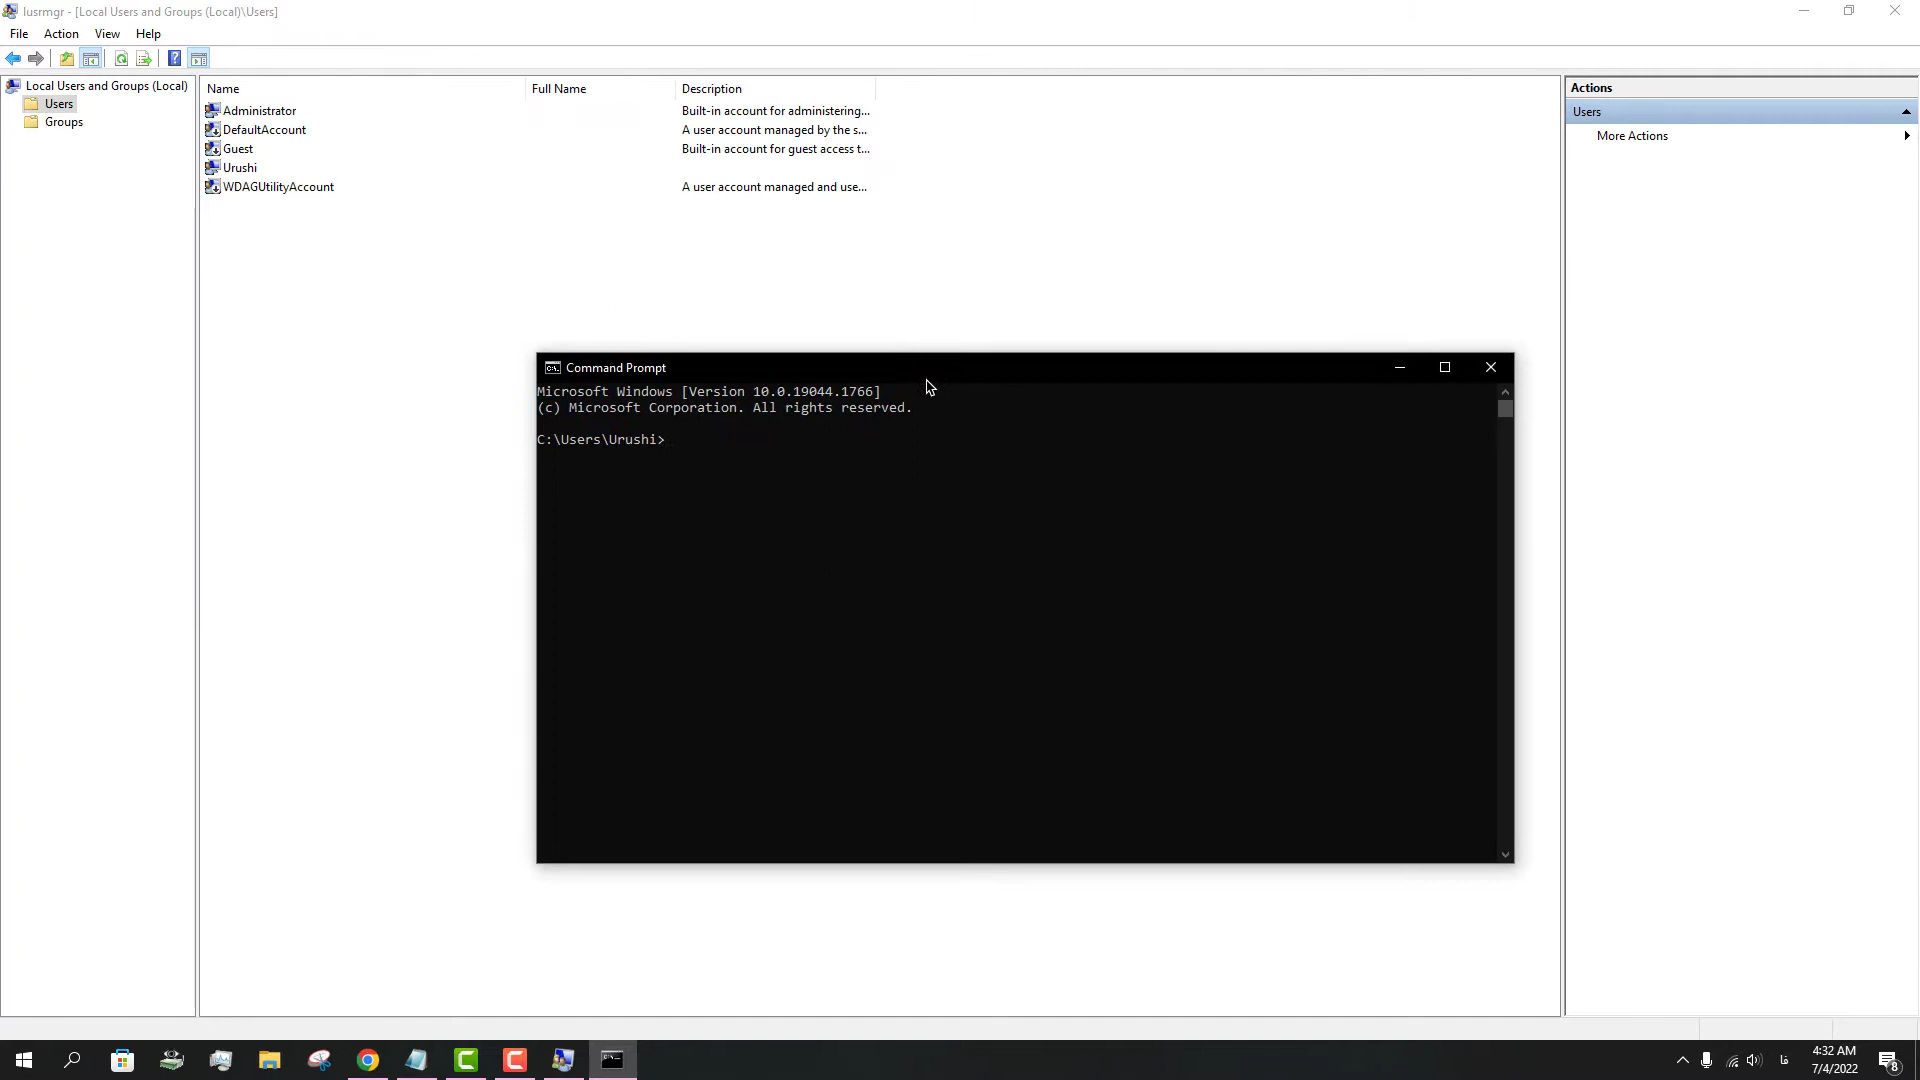 lusrmgr - [Local Users and Groups (Local)\Users]
File Action View Help
Local Users and Groups (Local)
Users
Groups
Name Full Name Description
Administrator Built-in account for administering...
DefaultAccount A user account managed by the s...
Guest Built-in account for guest access t...
Urushi
WDAGUtilityAccount A user account managed and use...
Actions
Users
More Actions
Command Prompt
Microsoft Windows [Version 10.0.19044.1766]
(c) Microsoft Corporation. All rights reserved.
C:\Users\Urushi>
فا
4:32 AM
7/4/2022
8